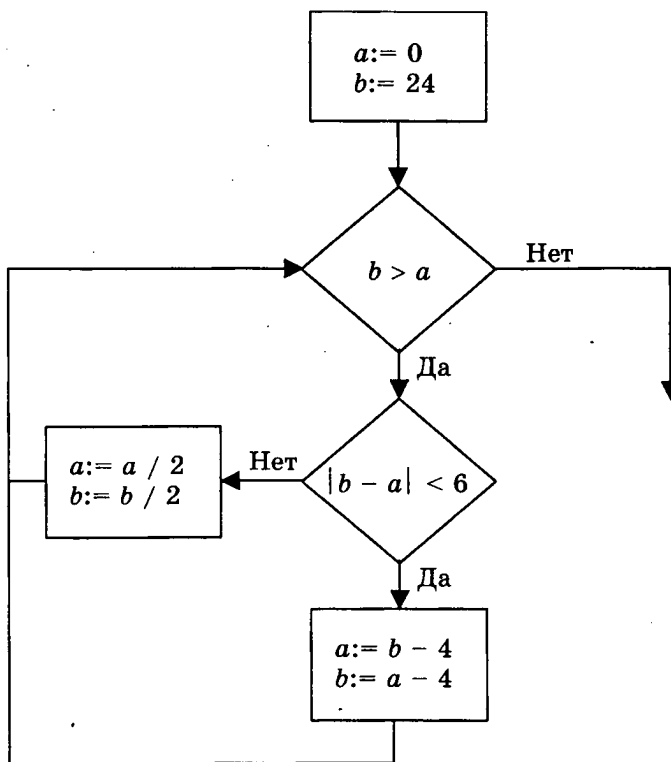 a:= 0
b:= 24
b > a
Нет
Да
a:= a / 2
b:= b / 2
Нет
|b – a| < 6
Да
a:= b – 4
b:= a – 4